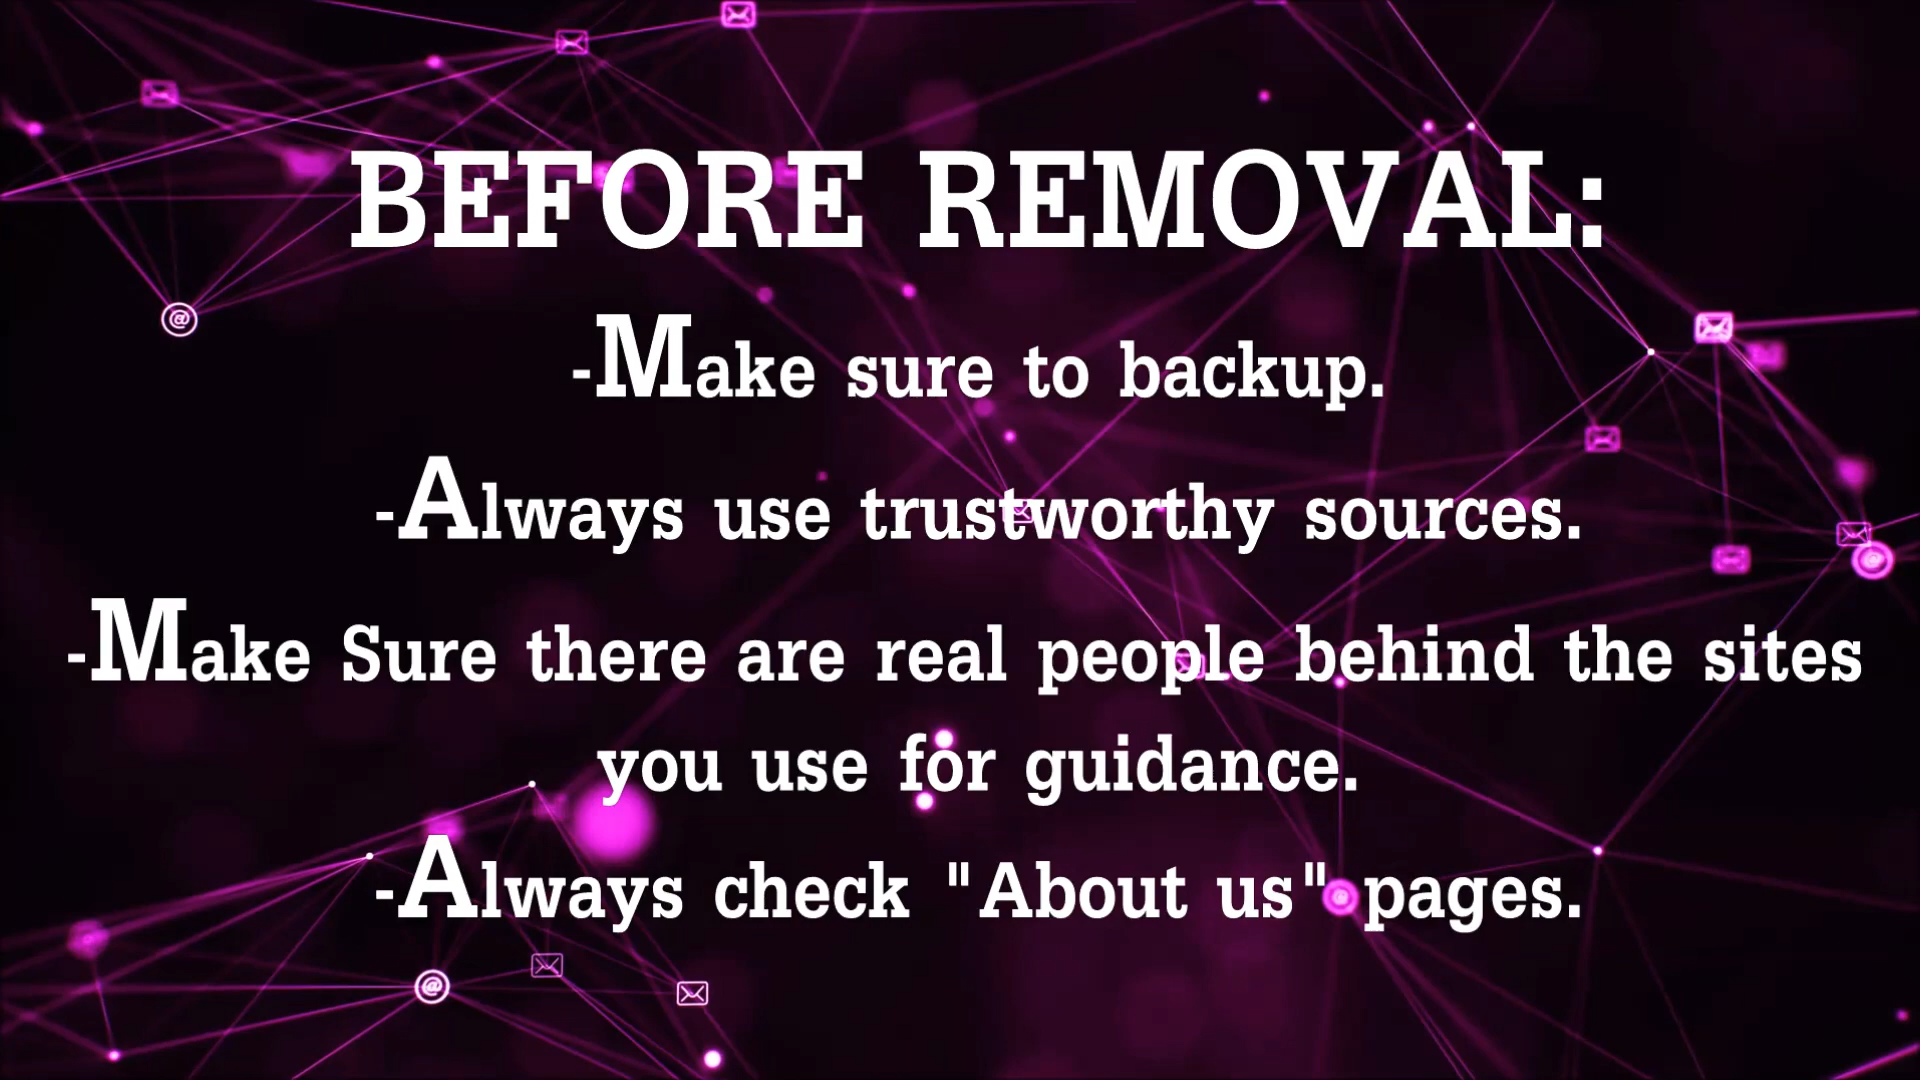 BEFORE REMOVAL:
-Make sure to backup.
-Always use trustworthy sources.
-Make Sure there are real people behind the sites
you use for guidance.
-Always check "About us" pages.